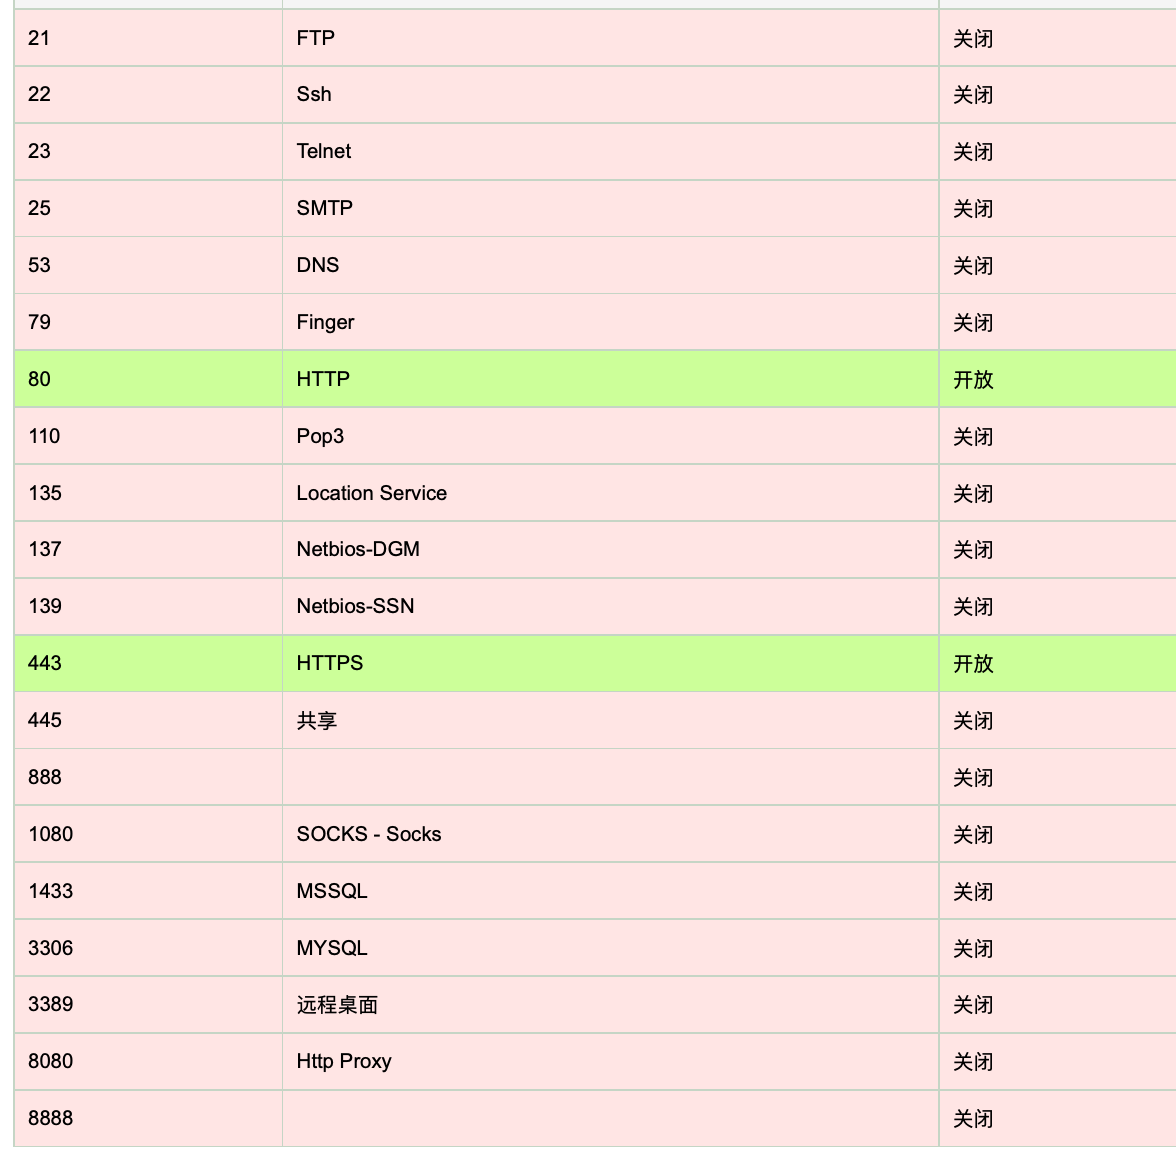 21 FTP 关闭
22 Ssh 关闭
23 Telnet 关闭
25 SMTP 关闭
53 DNS 关闭
79 Finger 关闭
80 HTTP 开放
110 Pop3 关闭
135 Location Service 关闭
137 Netbios-DGM 关闭
139 Netbios-SSN 关闭
443 HTTPS 开放
445 共享 关闭
888 关闭
1080 SOCKS - Socks 关闭
1433 MSSQL 关闭
3306 MYSQL 关闭
3389 远程桌面 关闭
8080 Http Proxy 关闭
8888 关闭